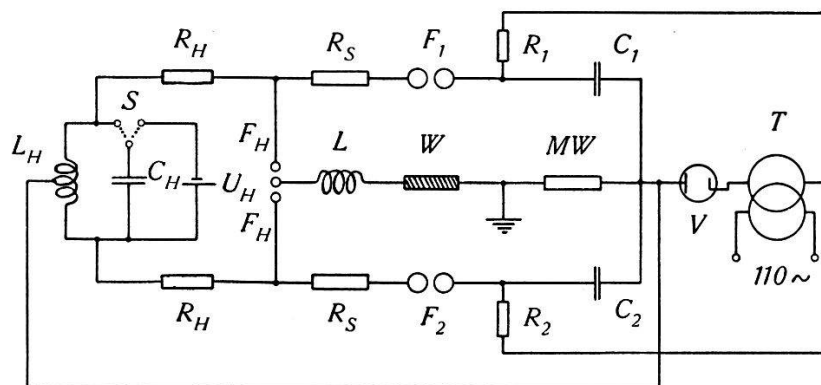 R_H R_S F_1 R_1 C_1
S
L_H C_H U_H F_H L W MW T
F_H V
110~
R_H R_S F_2 R_2 C_2